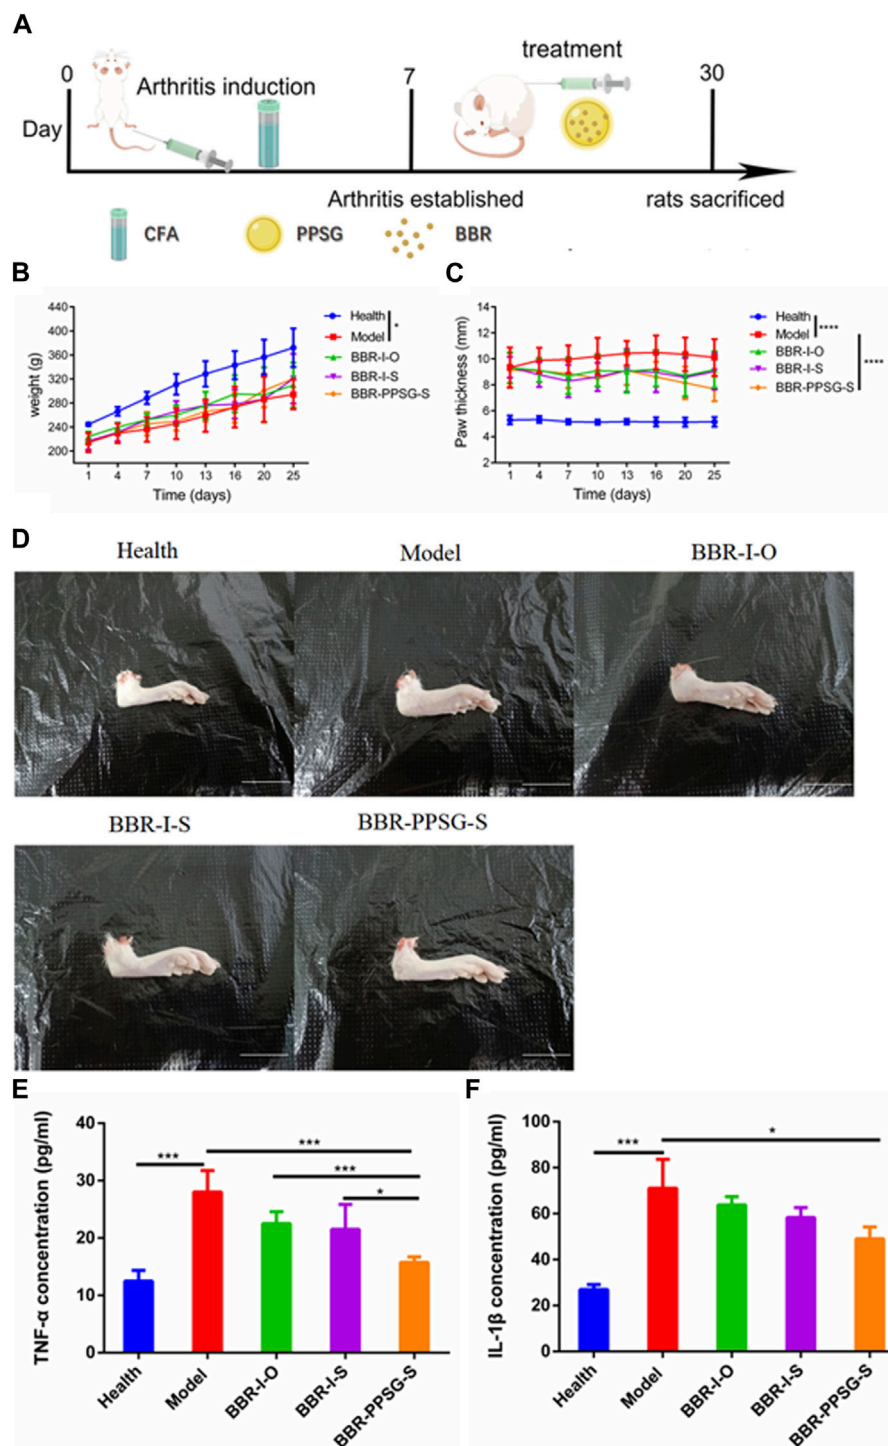 A
0
Arthritis induction
7
treatment
30
Day
Arthritis established
rats sacrificed
CFA
PPSG
BBR
B
440
400
360
320
280
240
200
weight (g)
1 4 7 10 13 16 20 25
Time (days)
Health
Model
BBR-I-O
BBR-I-S
BBR-PPSG-S
*
C
14
12
10
8
6
4
2
Paw thickness (mm)
1 4 7 10 13 16 20 25
Time (days)
Health
Model
BBR-I-O
BBR-I-S
BBR-PPSG-S
****
****
D
Health
Model
BBR-I-O
BBR-I-S
BBR-PPSG-S
E
40
30
20
10
0
TNF-α concentration (pg/ml)
***
***
***
*
Health
Model
BBR-I-O
BBR-I-S
BBR-PPSG-S
F
100
80
60
40
20
0
IL-1β concentration (pg/ml)
***
*
Health
Model
BBR-I-O
BBR-I-S
BBR-PPSG-S